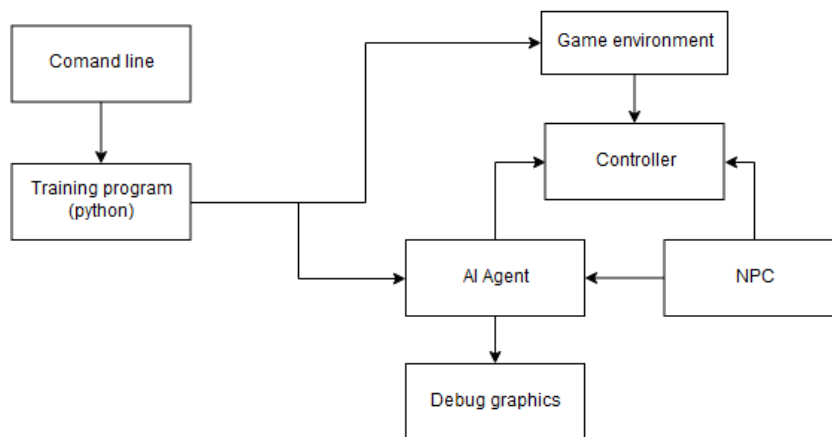 Comand line
Game environment
Training program
(python)
Controller
AI Agent
NPC
Debug graphics